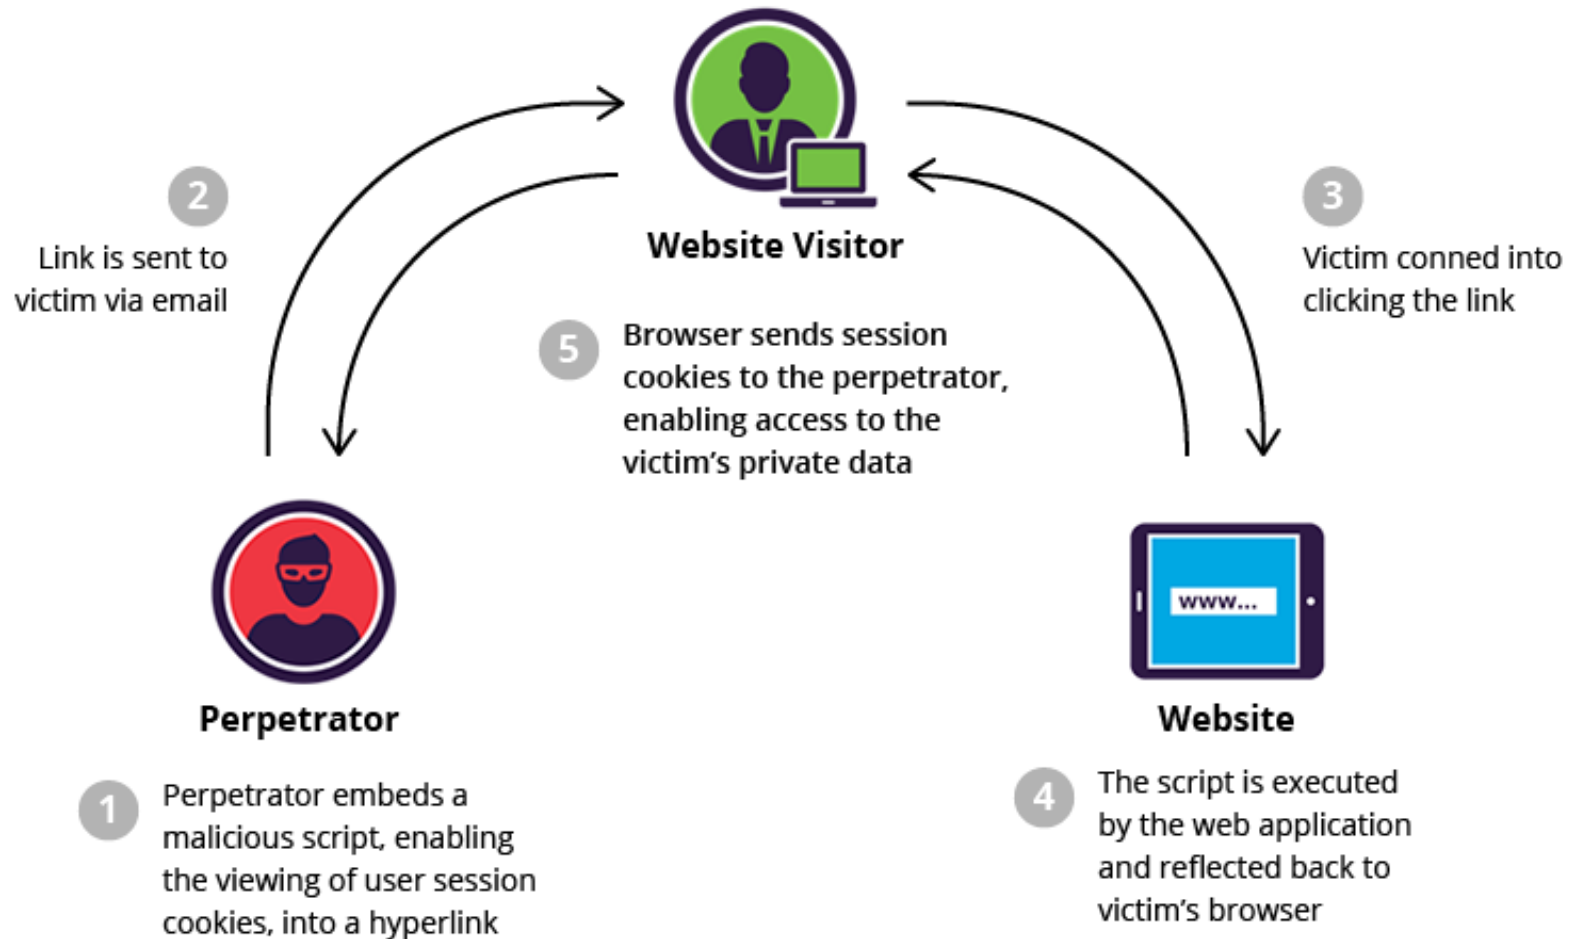 Website Visitor
2
Link is sent to
victim via email
3
Victim conned into
clicking the link
5
Browser sends session
cookies to the perpetrator,
enabling access to the
victim's private data
www...
Perpetrator
Website
1
Perpetrator embeds a
malicious script, enabling
the viewing of user session
cookies, into a hyperlink
4
The script is executed
by the web application
and reflected back to
victim's browser